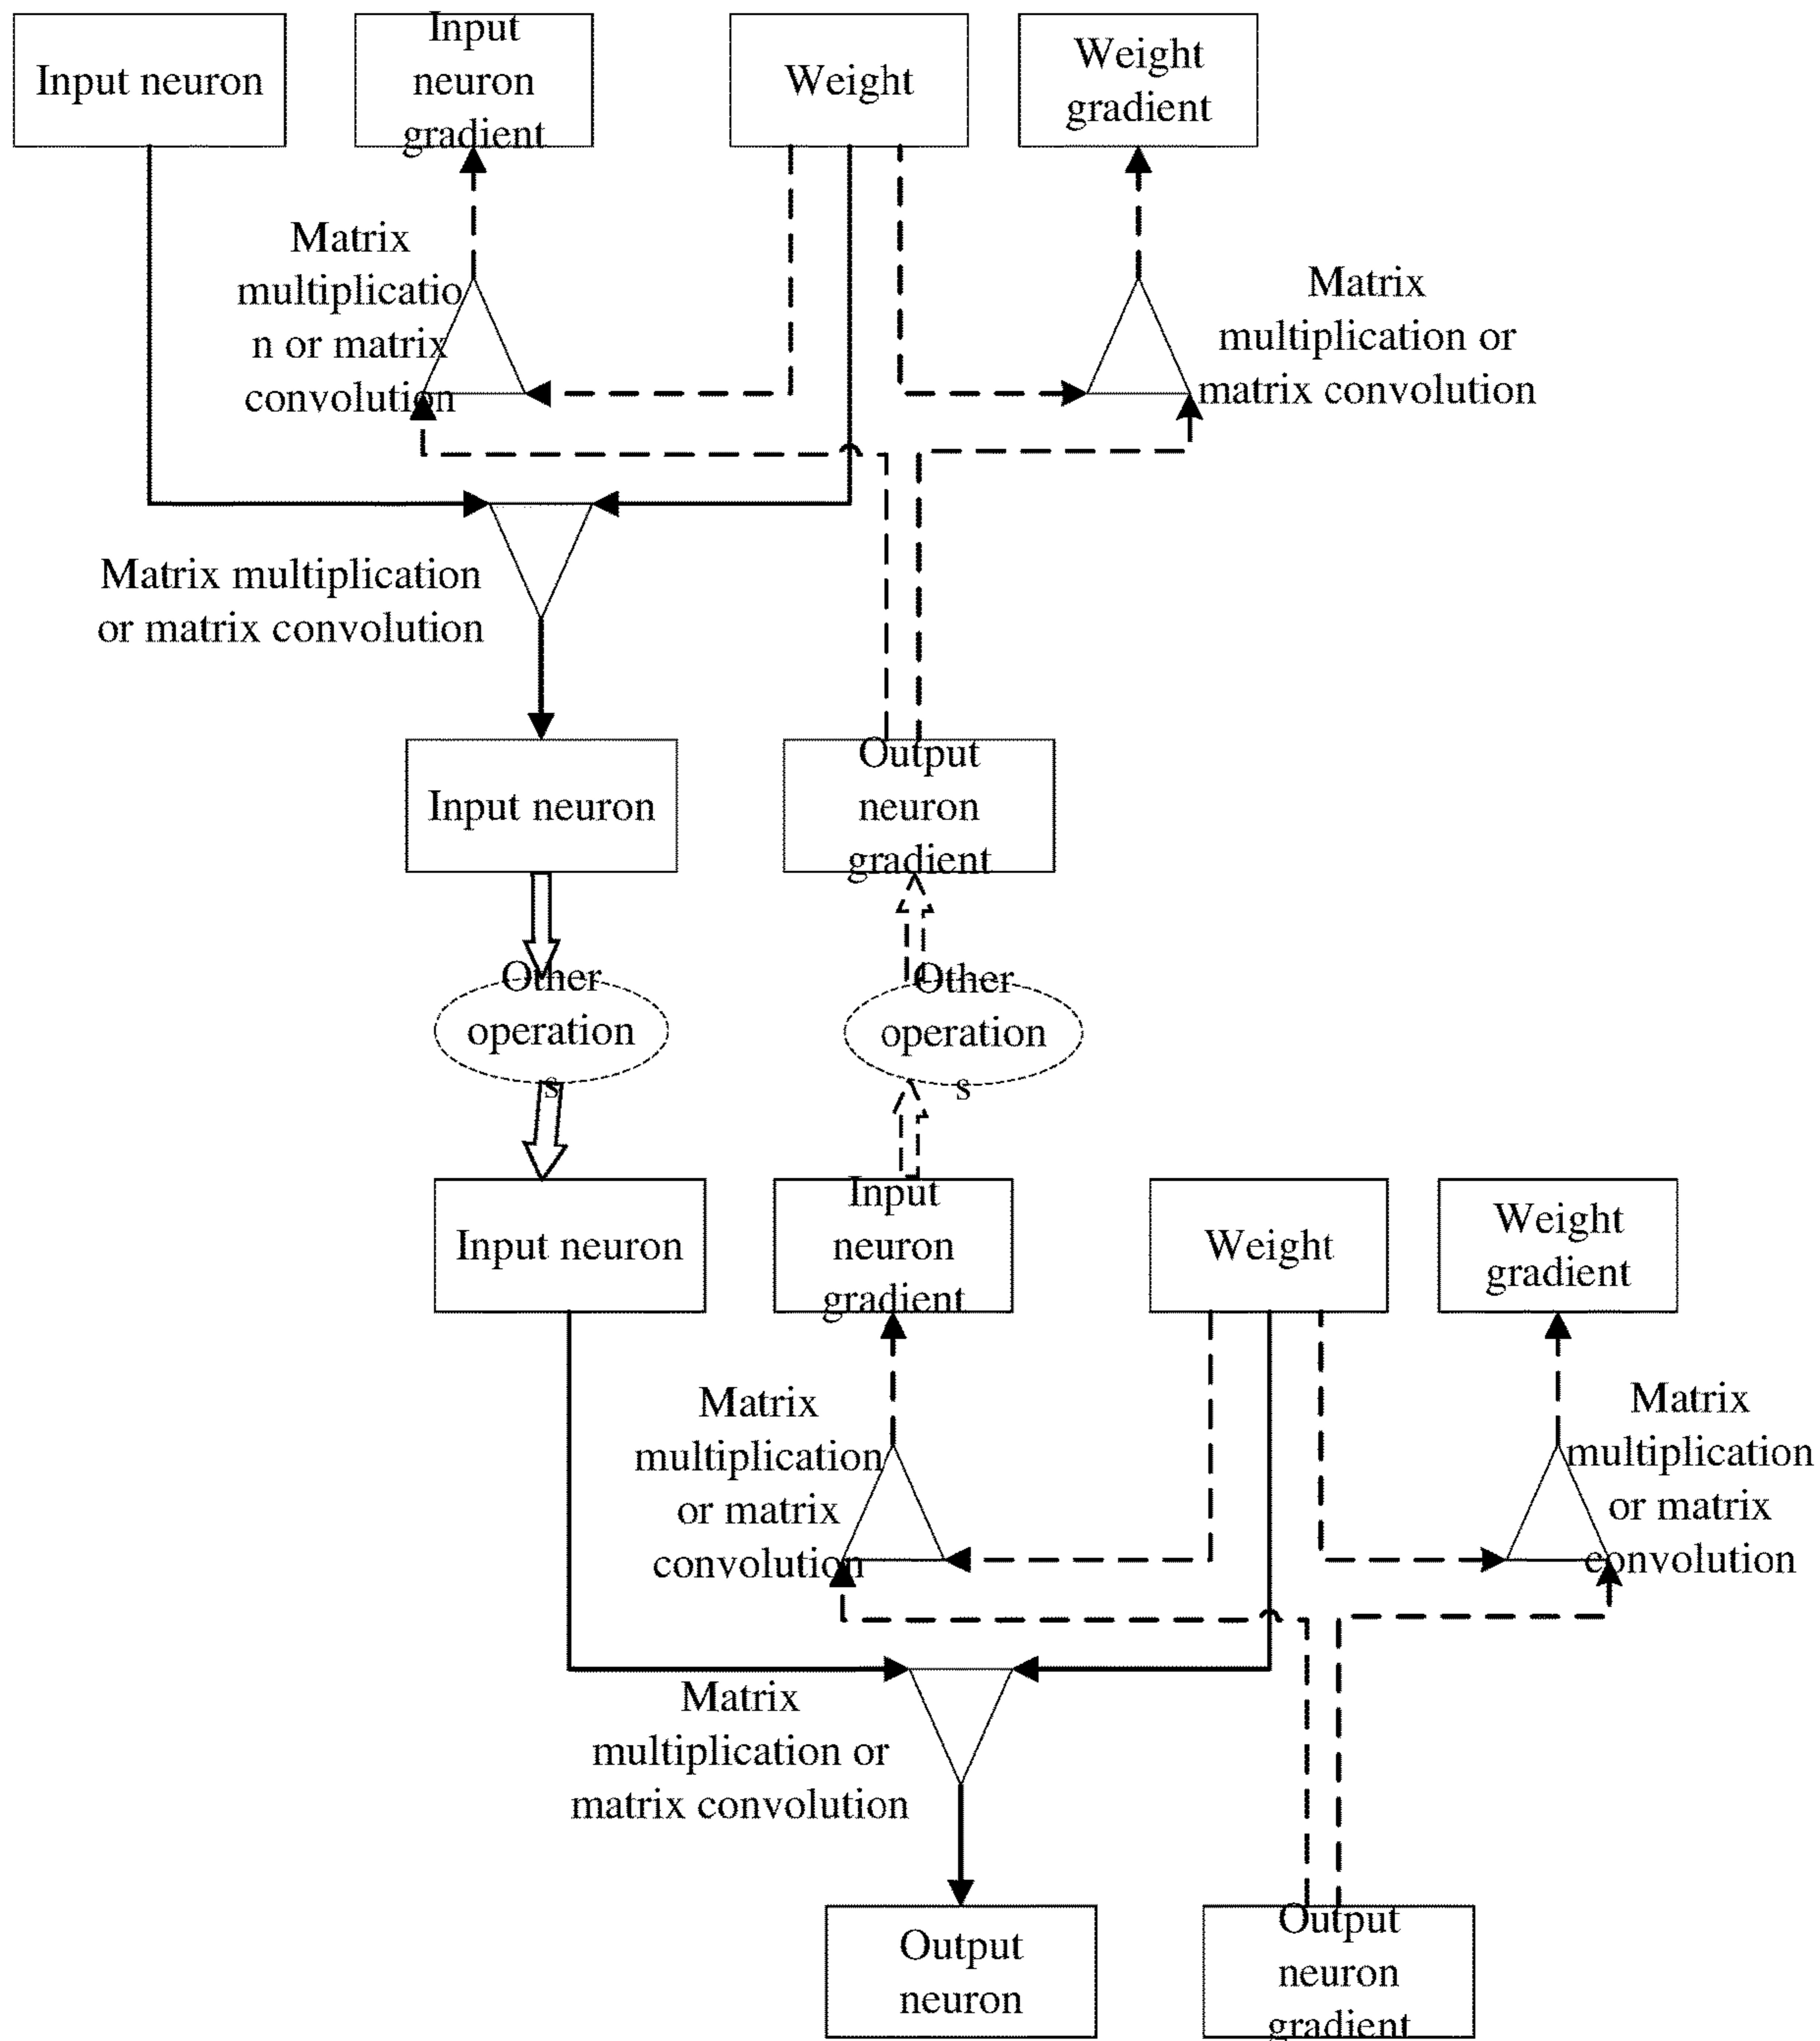 Input neuron
Input
neuron
gradient
Weight
Weight
gradient
Matrix
multiplicatio
n or matrix
convolution
Matrix
multiplication or
matrix convolution
Matrix multiplication
or matrix convolution
Input neuron
Output
neuron
gradient
Other
operation
s
Other
operation
s
Input neuron
Input
neuron
gradient
Weight
Weight
gradient
Matrix
multiplication
or matrix
convolution
Matrix
multiplication
or matrix
convolution
Matrix
multiplication or
matrix convolution
Output
neuron
Output
neuron
gradient